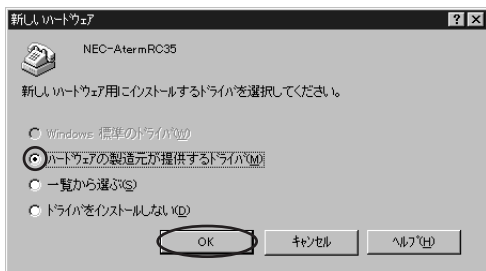 新しいハードウェア
NEC-AtermRC35
新しいハードウェア用にインストールするドライバを選択してください。
Windows 標準のドライバ(W)
ハードウェアの製造元が提供するドライバ(M)
一覧から選ぶ(S)
ドライバをインストールしない(D)
OK キャンセル ヘルプ(H)